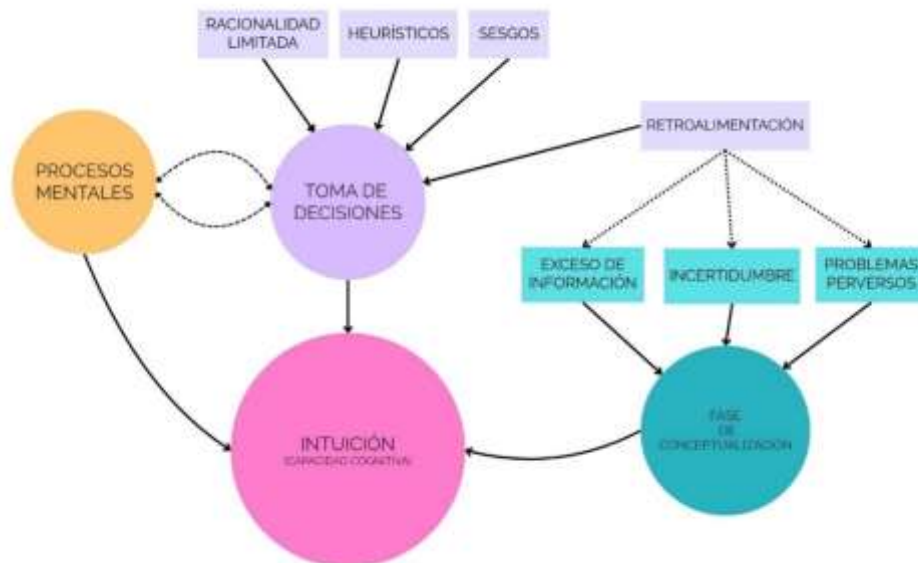 RACIONALIDAD
LIMITADA
HEURÍSTICOS
SESGOS
RETROALIMENTACIÓN
PROCESOS
MENTALES
TOMA DE
DECISIONES
EXCESO DE
INFORMACIÓN
INCERTIDUMBRE
PROBLEMAS
PERVERSOS
INTUICIÓN
(CAPACIDAD COGNITIVA)
FASE
DE
CONCEPTUALIZACIÓN